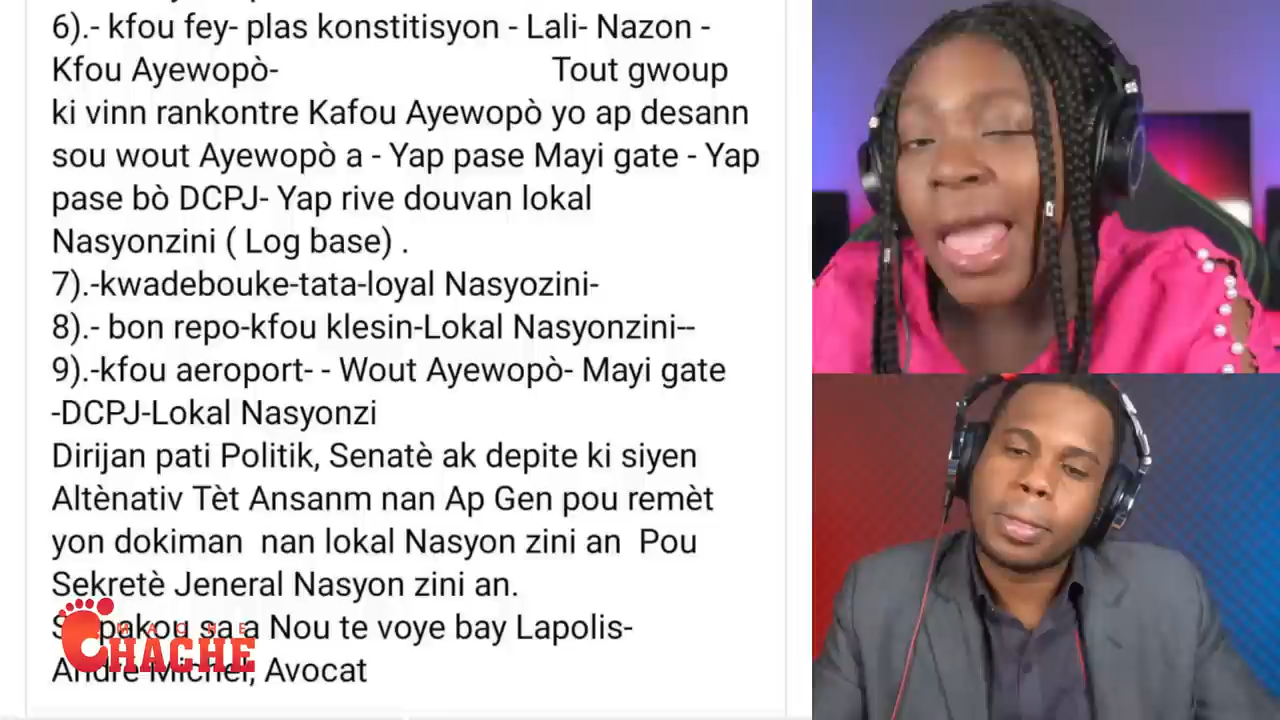 6).- kfou fey- plas konstitisyon - Lali- Nazon -
Kfou Ayewopò- Tout gwoup
ki vinn rankontre Kafou Ayewopò yo ap desann
sou wout Ayewopò a - Yap pase Mayi gate - Yap
pase bò DCPJ- Yap rive douvan lokal
Nasyonzini ( Log base) .
7).-kwadebouke-tata-loyal Nasyozini-
8).- bon repo-kfou klesin-Lokal Nasyonzini--
9).-kfou aeroport- - Wout Ayewopò- Mayi gate
-DCPJ-Lokal Nasyonzi
Dirijan pati Politik, Senatè ak depite ki siyen
Altènativ Tèt Ansanm nan Ap Gen pou remèt
yon dokiman nan lokal Nasyon zini an Pou
Sekretè Jeneral Nasyon zini an.
sa a Nou te voye bay Lapolis-
André Michel, Avocat
MACHE
CHACHE